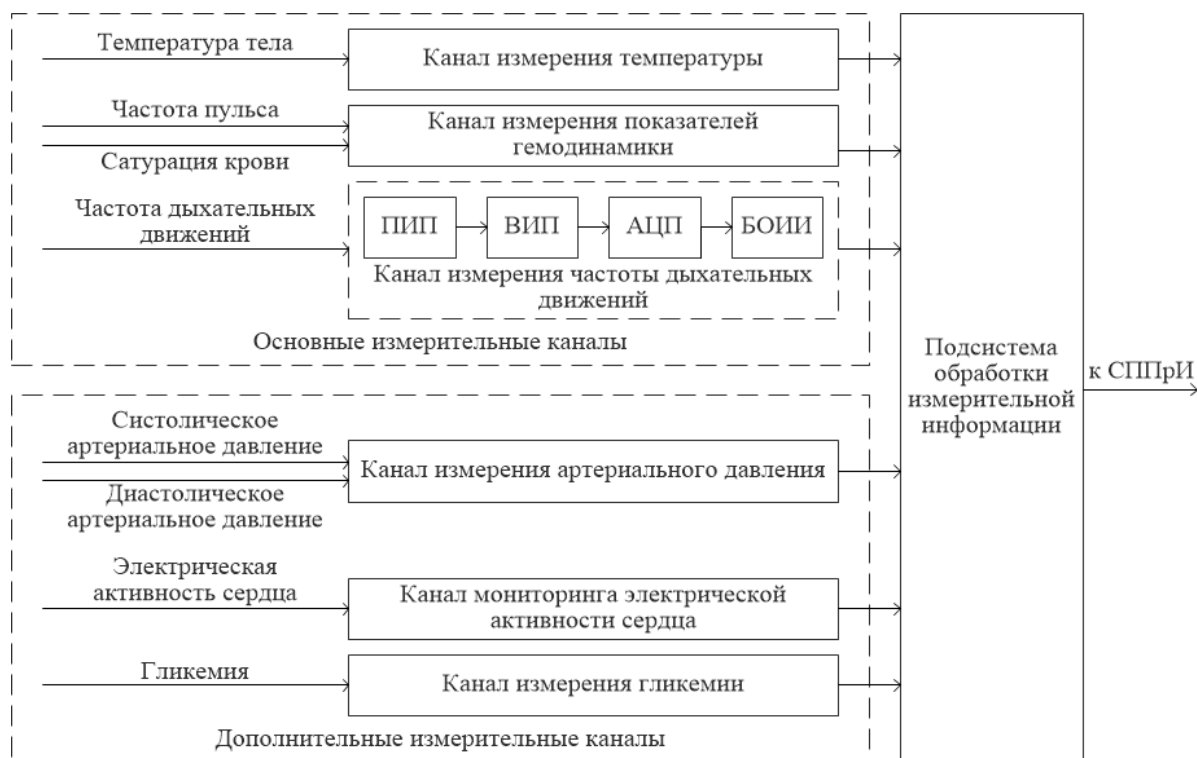 Температура тела
Канал измерения температуры
Частота пульса
Сатурация крови
Канал измерения показателей
гемодинамики
Частота дыхательных
движений
ПИП
ВИП
АЦП
БОИИ
Канал измерения частоты дыхательных
движений
Основные измерительные каналы
Систолическое
артериальное давление
Диастолическое
артериальное давление
Канал измерения артериального давления
Электрическая
активность сердца
Канал мониторинга электрической
активности сердца
Гликемия
Канал измерения гликемии
Дополнительные измерительные каналы
Подсистема
обработки
измерительной
информации
к СППрИ